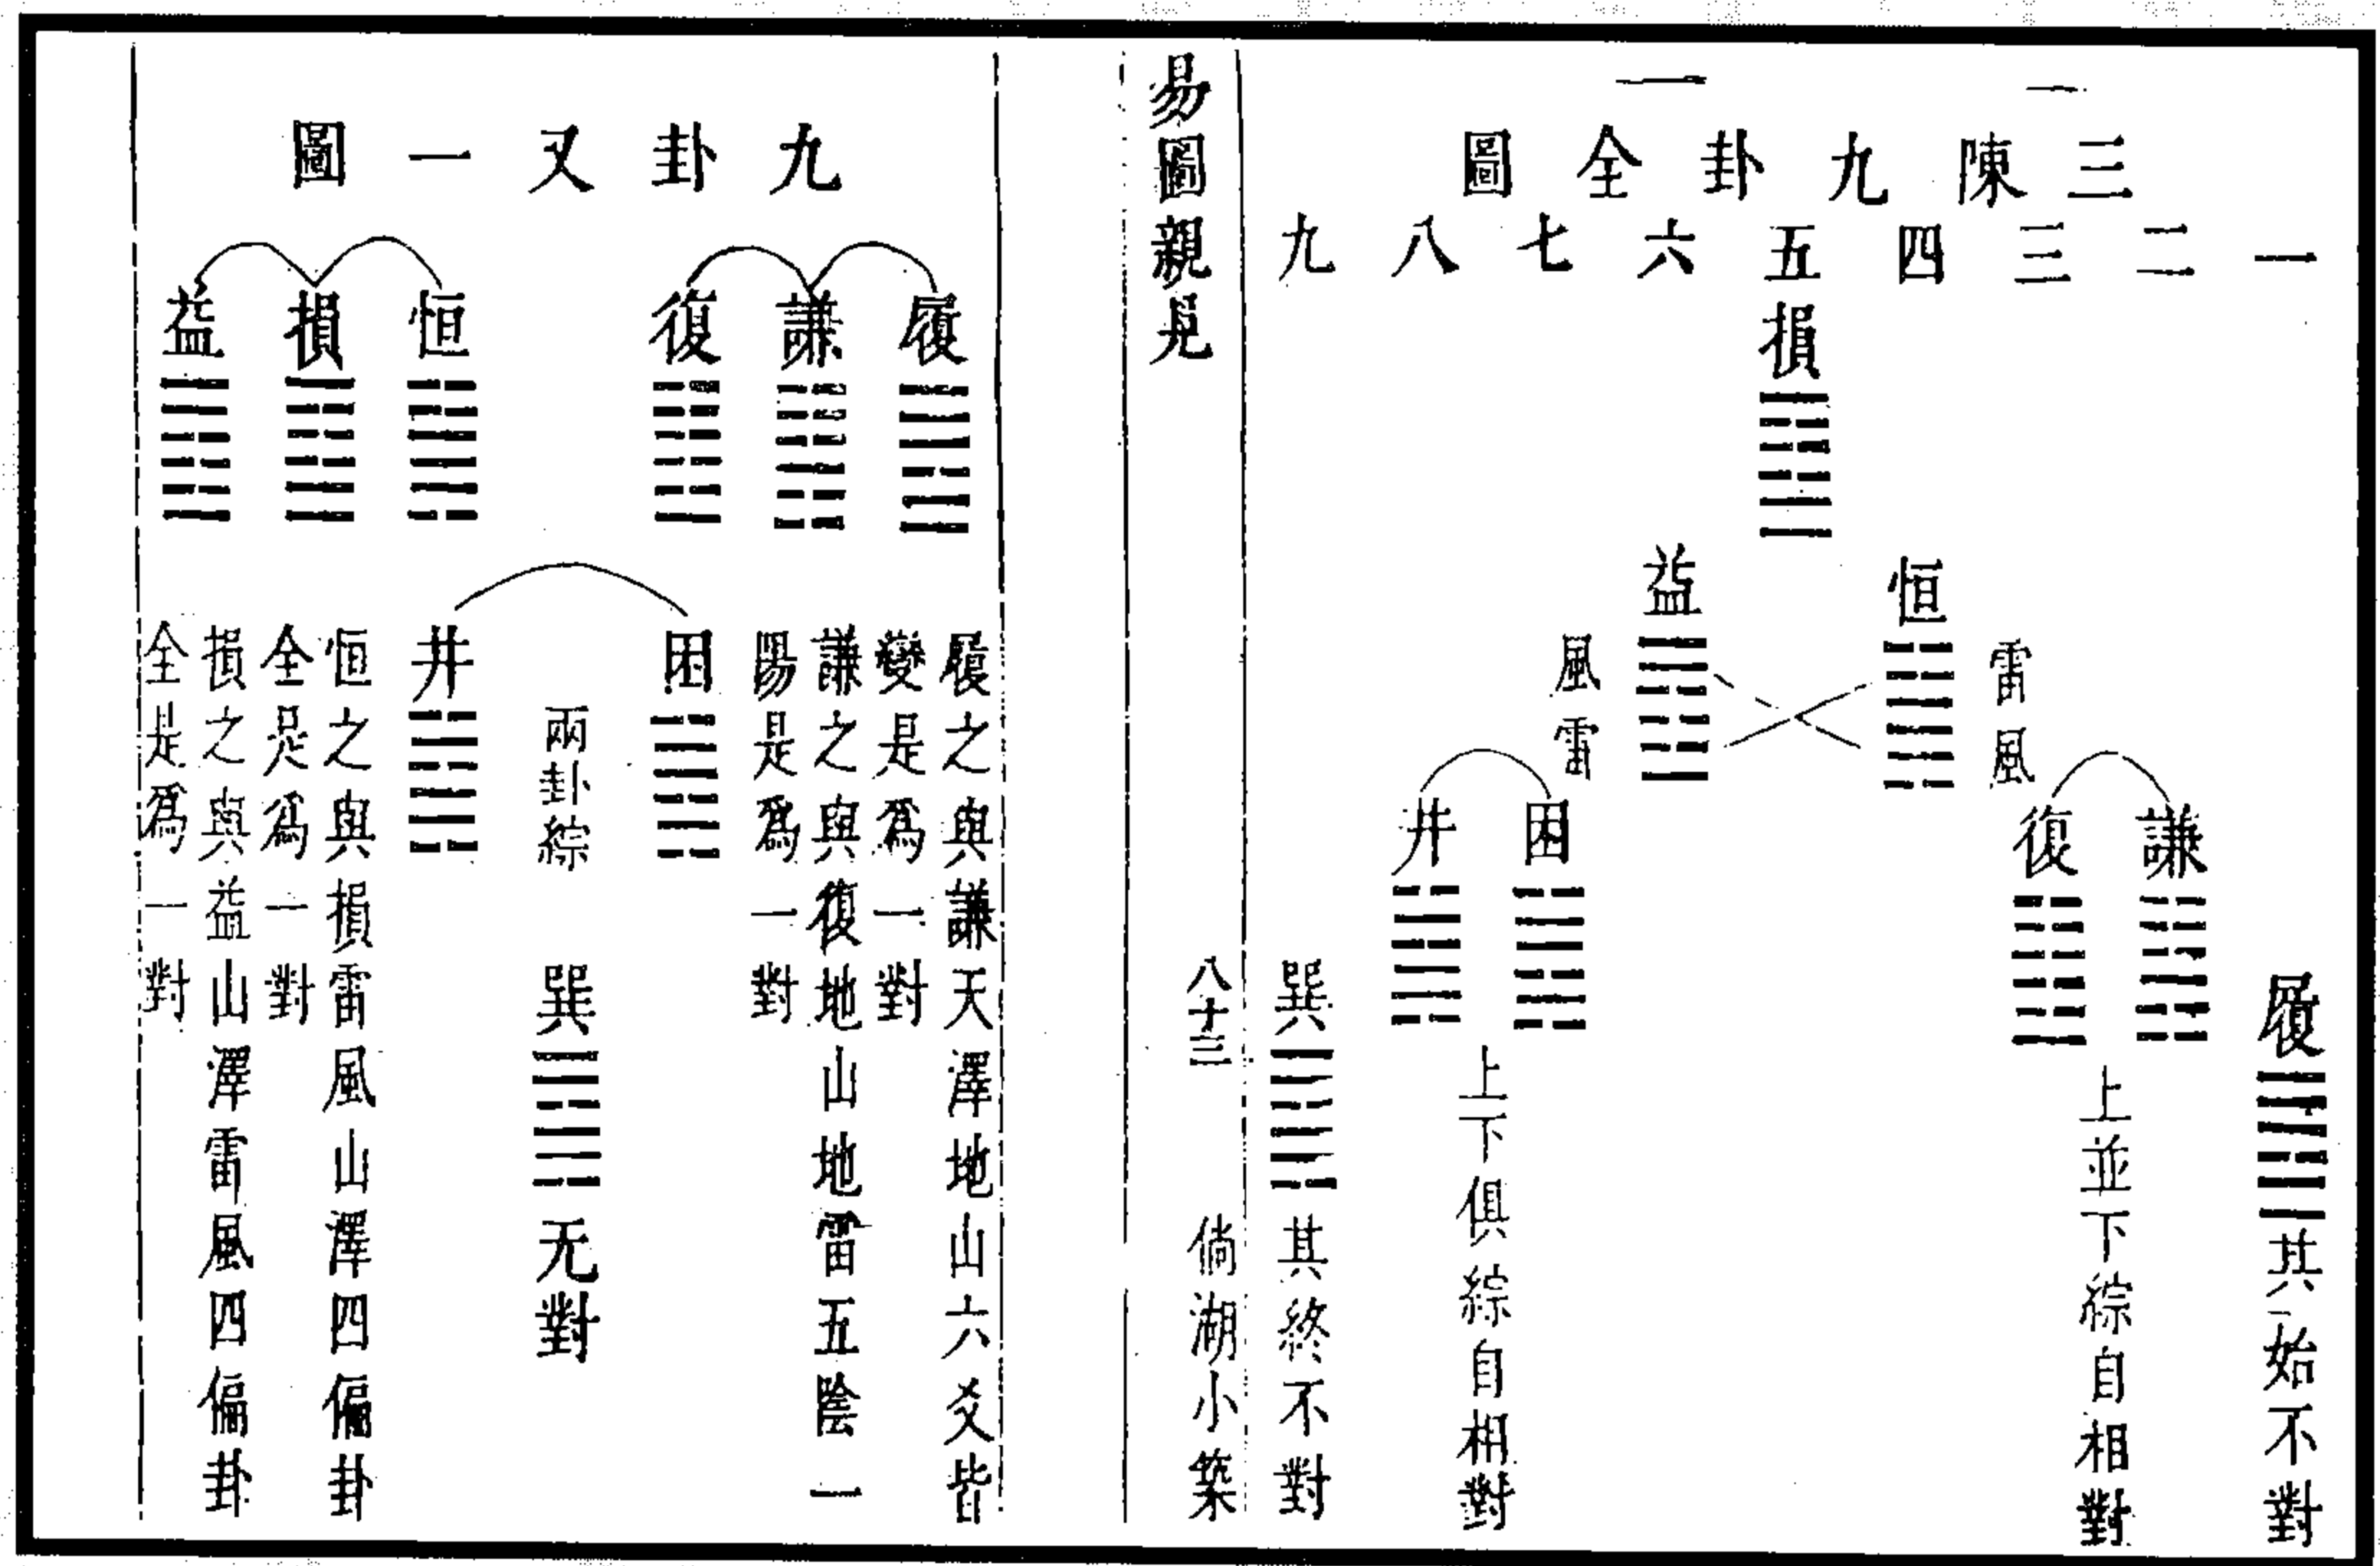 三陳九卦全圖
一 二 三 四 五 六 七 八 九
履
其始不對
謙
復
上並下綜自相對
恒
雷風
損
益
風雷
困
井
上下俱綜自相對
巽
其終不對
易圖親見
八十三
倘湖小築
九卦又一圖
履
謙
復
恒
損
益
履之與謙天澤地山六爻皆
變是爲一對
謙之與復地山地雷五陰一
陽是爲一對
困
兩卦綜
井
巽
无對
恒之與損雷風山澤四偏卦
全是爲一對
損之與益山澤雷風四偏卦
全是爲一對